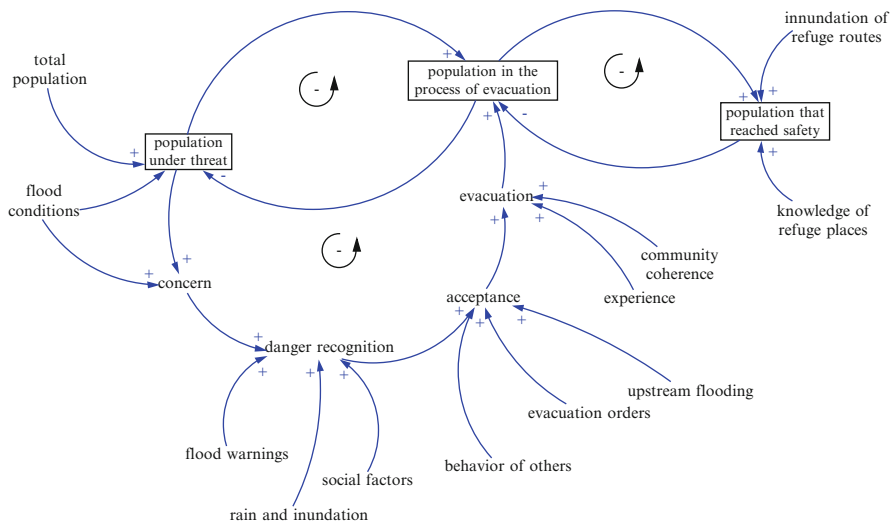 innundation of
refuge routes
total
population
+
-
-
population in the
process of evacuation
+
+
+
population that
reached safety
+
-
+
population
under threat
-
+
flood
conditions
+
evacuation
+
+
knowledge of
refuge places
-
community
coherence
+
+
concern
experience
acceptance
+
+
+
+
danger recognition
+
+
+
upstream flooding
evacuation orders
flood warnings
behavior of others
social factors
rain and inundation